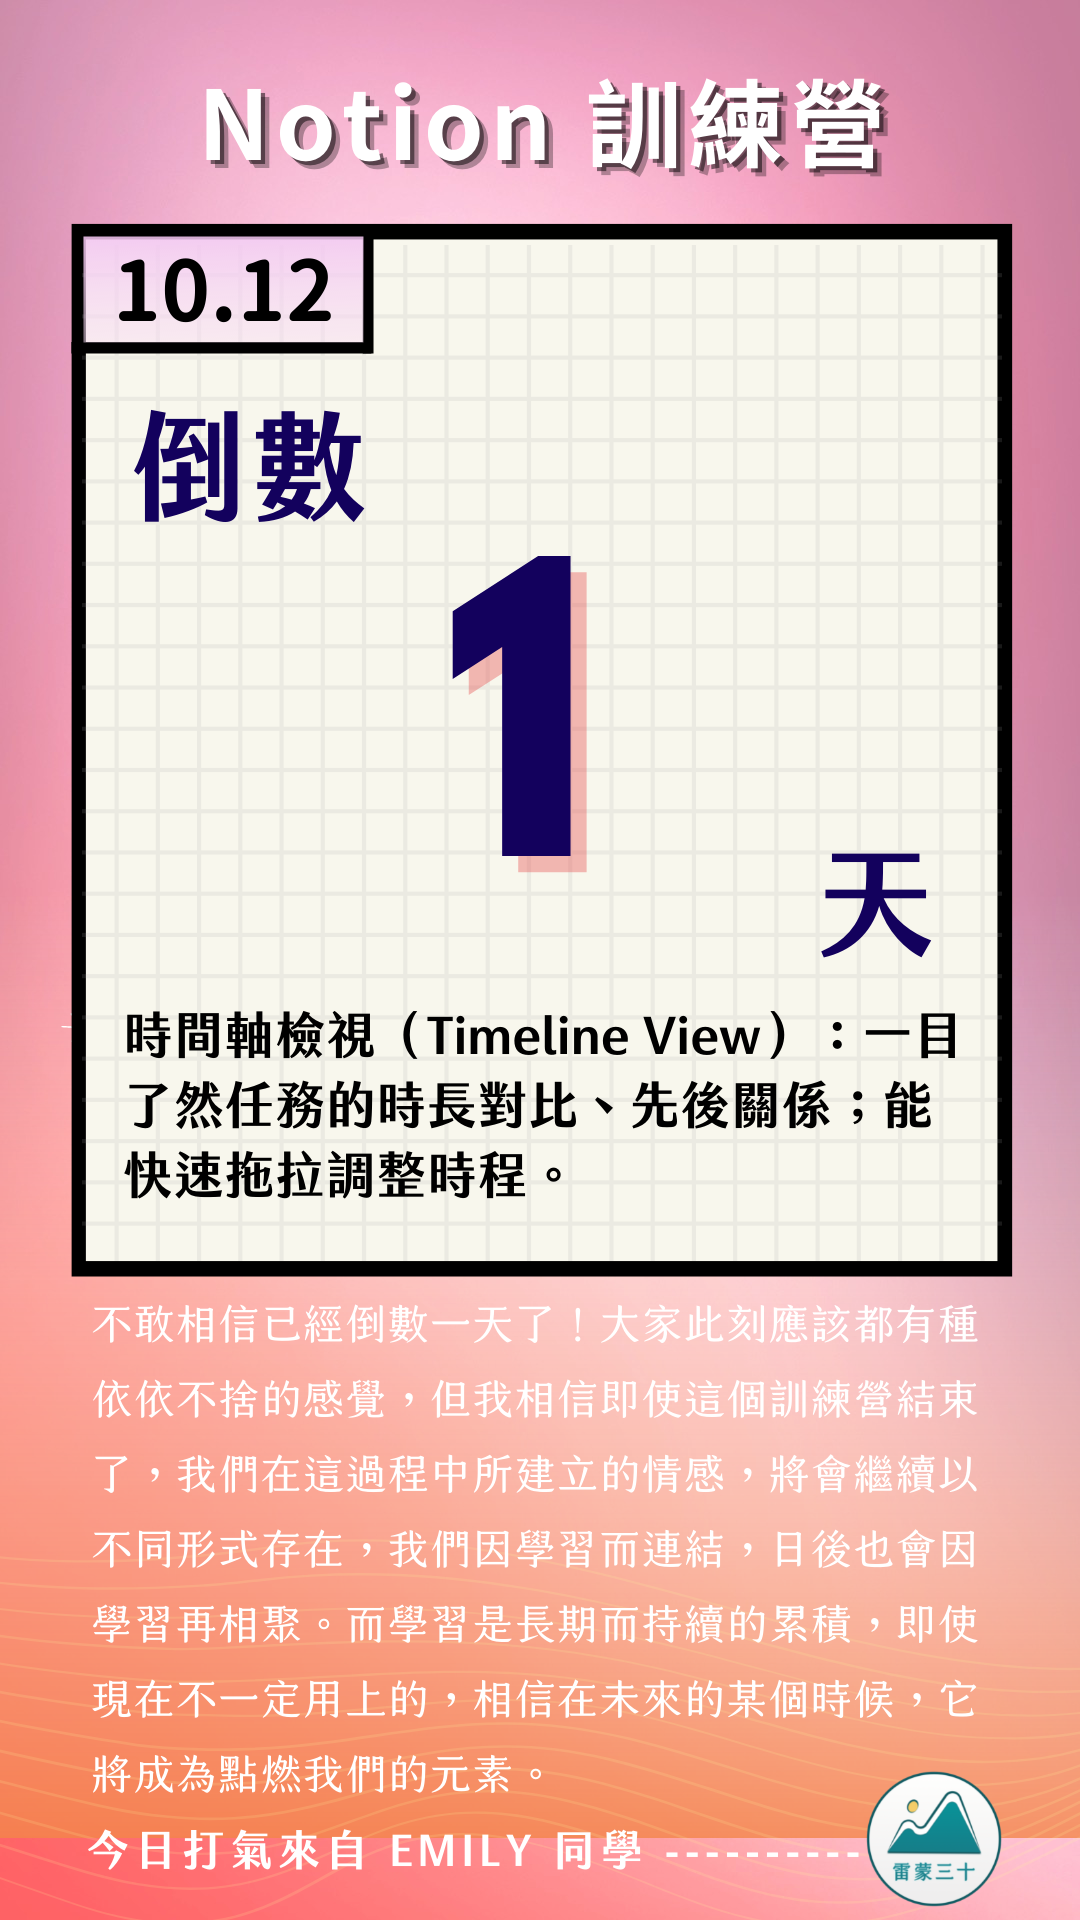 Notion 訓練營
10.12
倒數
1
天
時間軸檢視（Timeline View）：一目
了然任務的時長對比、先後關係；能
快速拖拉調整時程。
不敢相信已經倒數一天了！大家此刻應該都有種
依依不捨的感覺，但我相信即使這個訓練營結束
了，我們在這過程中所建立的情感，將會繼續以
不同形式存在，我們因學習而連結，日後也會因
學習再相聚。而學習是長期而持續的累積，即使
現在不一定用上的，相信在未來的某個時候，它
將成為點燃我們的元素。
今日打氣來自 EMILY 同學 ----------
雷蒙三十